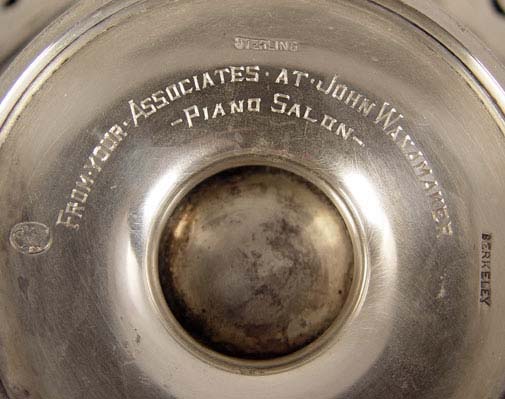 STERLING
FROM·YOUR·ASSOCIATES·AT·JOHN WANAMAKER
-PIANO SALON-
BERKELEY